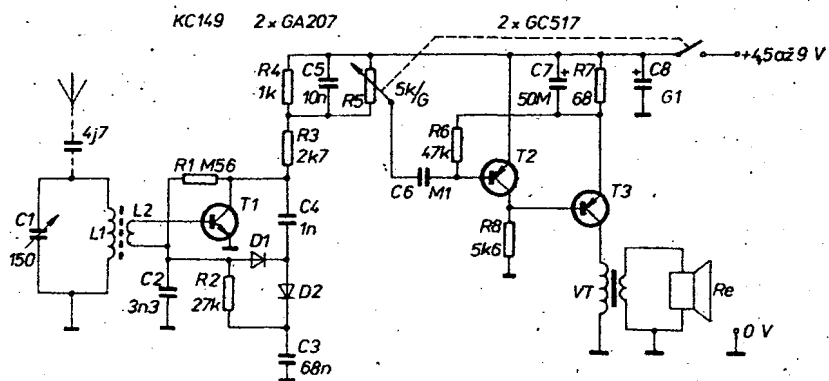 KC149 2 x GA207 2 x GC517
R4 1k
C5 10n
R5
5k/G
C7 50M
R7 68
C8 G1
+4,5 až 9 V
4j7
R3 2k7
R6 47k
T2
R1 M56
C6 M1
T3
C1 150
L1
L2
T1
C4 1n
R8 5k6
D1
C2 3n3
R2 27k
D2
VT
Re
C3 68n
0 V